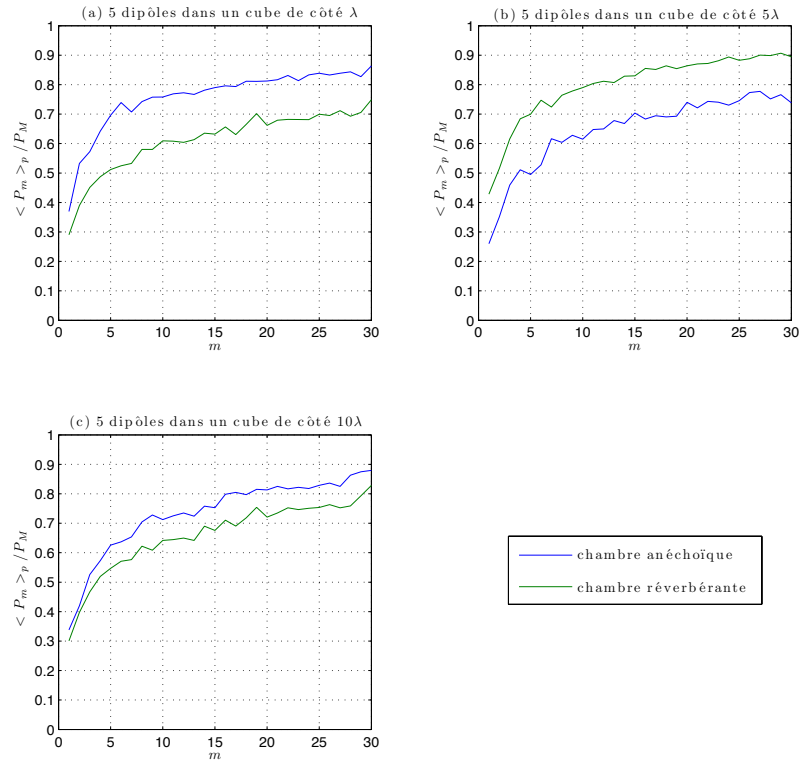 (a) 5 dipôles dans un cube de côté λ
1
0.9
0.8
0.7
0.6
0.5
0.4
0.3
0.2
0.1
0
0 5 10 15 20 25 30
m
< P_m >_p /P_M
(b) 5 dipôles dans un cube de côté 5λ
1
0.9
0.8
0.7
0.6
0.5
0.4
0.3
0.2
0.1
0
0 5 10 15 20 25 30
m
< P_m >_p /P_M
(c) 5 dipôles dans un cube de côté 10λ
1
0.9
0.8
0.7
0.6
0.5
0.4
0.3
0.2
0.1
0
0 5 10 15 20 25 30
m
< P_m >_p /P_M
chambre anéchoïque
chambre réverbérante